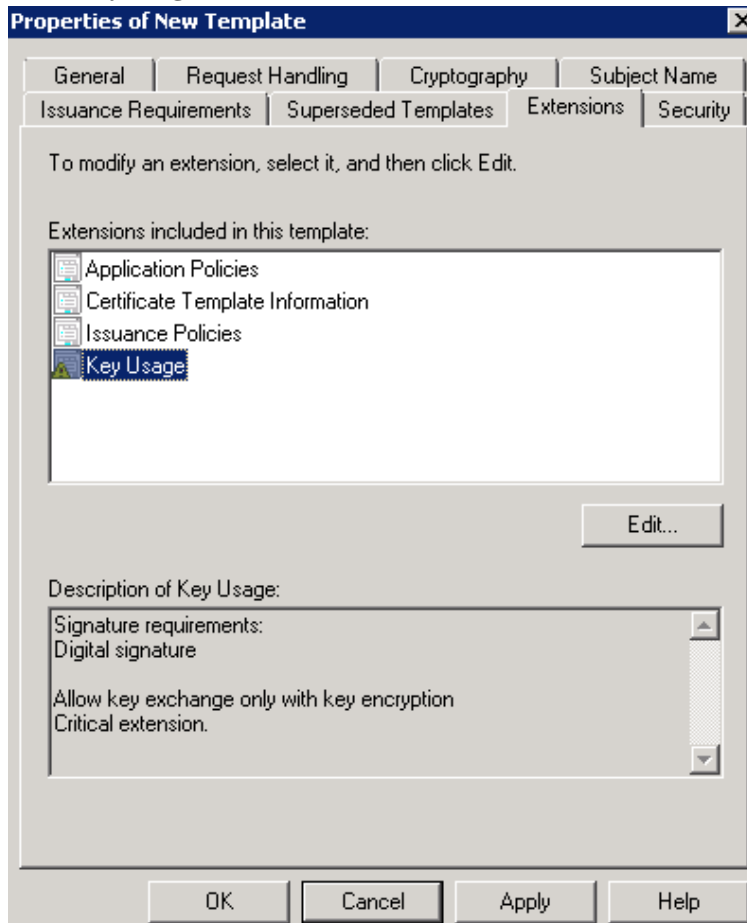 Properties of New Template
General
Request Handling
Cryptography
Subject Name
Issuance Requirements
Superseded Templates
Extensions
Security
To modify an extension, select it, and then click Edit.
Extensions included in this template:
Application Policies
Certificate Template Information
Issuance Policies
Key Usage
Edit...
Description of Key Usage:
Signature requirements:
Digital signature
Allow key exchange only with key encryption
Critical extension.
OK
Cancel
Apply
Help